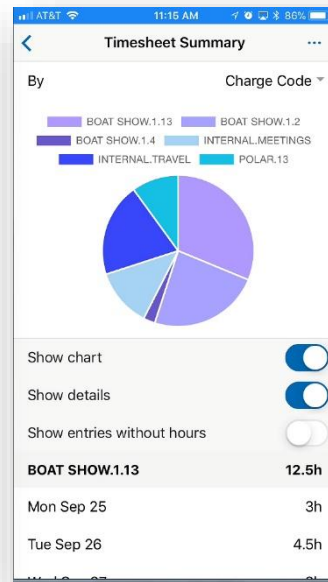 AT&T 11:15 AM 86%
Timesheet Summary ...
By Charge Code
BOAT SHOW.1.13 BOAT SHOW.1.2
BOAT SHOW.1.4 INTERNAL.MEETINGS
INTERNAL.TRAVEL POLAR.13
Show chart
Show details
Show entries without hours
BOAT SHOW.1.13 12.5h
Mon Sep 25 3h
Tue Sep 26 4.5h